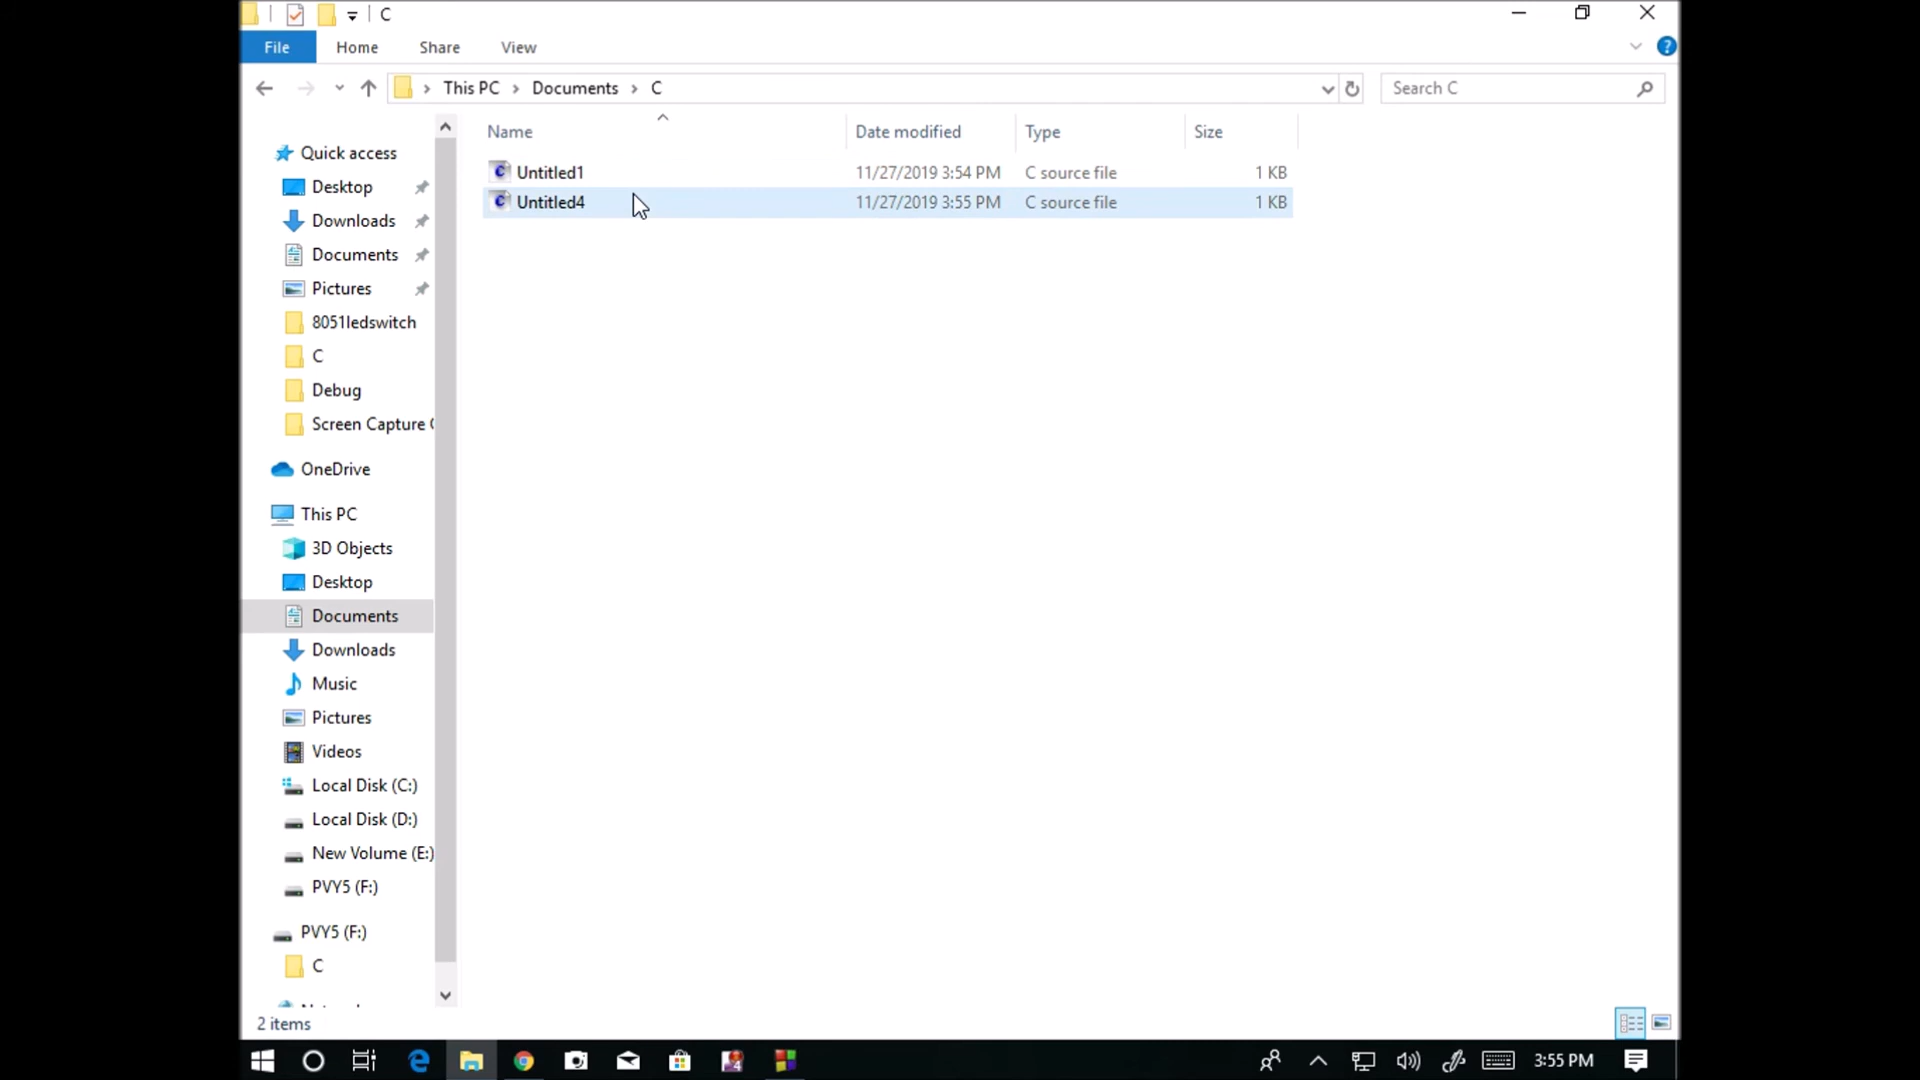 C
File Home Share View
This PC Documents C
Search C
Name Date modified Type Size
Untitled1 11/27/2019 3:54 PM C source file 1 KB
Untitled4 11/27/2019 3:55 PM C source file 1 KB
Quick access
Desktop
Downloads
Documents
Pictures
8051ledswitch
C
Debug
Screen Capture
OneDrive
This PC
3D Objects
Desktop
Documents
Downloads
Music
Pictures
Videos
Local Disk (C:)
Local Disk (D:)
New Volume (E:)
PVY5 (F:)
PVY5 (F:)
C
2 items
3:55 PM